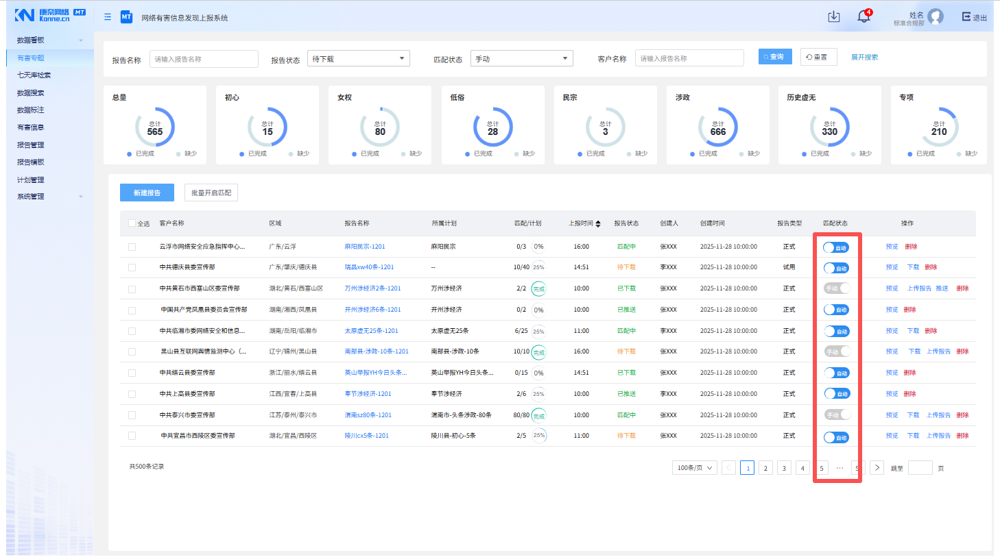 康奈网络 MT
Konne.cn
MT 网络有害信息发现上报系统
4
姓名
标准合规部
退出
数据看板
有害专题
七天库检索
数据搜索
数据标注
有害信息
报告管理
报告模板
计划管理
系统管理
报告名称 请输入报告名称 报告状态 待下载 匹配状态 手动 客户名称 请输入报告名称 查询 重置 展开搜索
总量 初心 女权 低俗 民宗 涉政 历史虚无 专项
总计 总计 总计 总计 总计 总计 总计 总计
565 15 80 28 3 666 330 210
已完成 缺少 已完成 缺少 已完成 缺少 已完成 缺少 已完成 缺少 已完成 缺少 已完成 缺少 已完成 缺少
新建报告 批量开启匹配
全选 客户名称 区域 报告名称 所属计划 匹配/计划 上报时间 报告状态 创建人 创建时间 报告类型 匹配状态 操作
云浮市网络安全应急指挥中心... 广东/云浮 麻阳民宗-1201 麻阳民宗 0/3 0% 16:00 匹配中 张XXX 2025-11-28 10:00:00 正式 自动 预览 删除
中共德庆县委宣传部 广东/肇庆/德庆县 瑞昌xw40条-1201 -- 10/40 25% 14:51 待下载 李XXX 2025-11-28 10:00:00 试用 自动 预览 下载 删除
中共黄石市西塞山区委宣传部 湖北/黄石/西塞山区 万州涉经济2条-1201 万州涉经济 2/2 完成 10:00 已下载 张XXX 2025-11-28 10:00:00 正式 手动 预览 上传报告 推送 删除
中国共产党凤凰县委员会宣传部 湖南/湘西/凤凰县 开州涉经济6条-1201 开州涉经济 0/2 0% 10:00 已推送 张XXX 2025-11-28 10:00:00 正式 自动 预览 删除
中共临湘市委网络安全和信息... 湖南/岳阳/临湘市 太原虚无25条-1201 太原虚无25条 6/25 25% 11:00 匹配中 李XXX 2025-11-28 10:00:00 正式 自动 预览 下载 删除
黑山县互联网舆情监测中心（... 辽宁/锦州/黑山县 南部县-涉政-10条-1201 南部县-涉政-10条 10/10 完成 16:00 待下载 张XXX 2025-11-28 10:00:00 正式 手动 预览 下载 上传报告 删除
中共缙云县委宣传部 浙江/丽水/缙云县 英山举报YH今日头条... 英山举报YH今日头条... 0/15 0% 14:51 已下载 张XXX 2025-11-28 10:00:00 正式 自动 预览 删除
中共上高县委宣传部 江西/宜春/上高县 奉节涉经济-1201 奉节涉经济 2/6 25% 10:00 已推送 李XXX 2025-11-28 10:00:00 正式 自动 预览 删除
中共泰兴市委宣传部 江苏/泰州/泰兴市 渭南sz80条-1201 渭南市-头条涉政-80条 80/80 完成 10:00 匹配中 张XXX 2025-11-28 10:00:00 正式 手动 预览 下载 上传报告 删除
中共宜昌市西陵区委宣传部 湖北/宜昌/西陵区 陵川cx5条-1201 陵川县-初心-5条 2/5 25% 11:00 待下载 张XXX 2025-11-28 10:00:00 正式 自动 预览 下载 上传报告 删除
共500条记录 100条/页 1 2 3 4 5 ··· 跳至 页